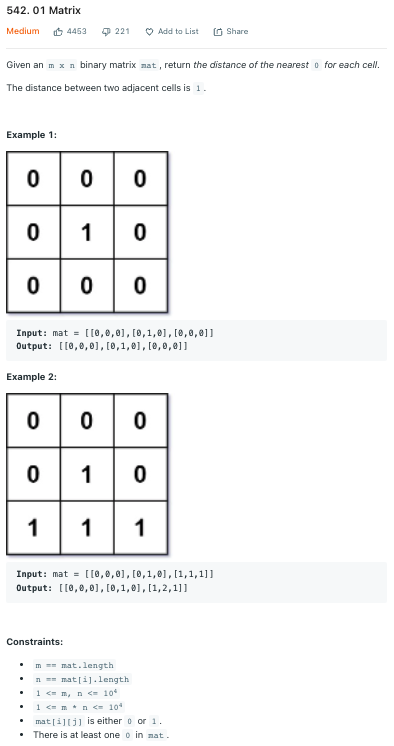 542. 01 Matrix
Medium 4453 221 Add to List Share
Given an m x n binary matrix mat, return the distance of the nearest 0 for each cell.
The distance between two adjacent cells is 1.
Example 1:
0 0 0
0 1 0
0 0 0
Input: mat = [[0,0,0],[0,1,0],[0,0,0]]
Output: [[0,0,0],[0,1,0],[0,0,0]]
Example 2:
0 0 0
0 1 0
1 1 1
Input: mat = [[0,0,0],[0,1,0],[1,1,1]]
Output: [[0,0,0],[0,1,0],[1,2,1]]
Constraints:
• m == mat.length
• n == mat[i].length
• 1 <= m, n <= 10⁴
• 1 <= m * n <= 10⁴
• mat[i][j] is either 0 or 1.
• There is at least one 0 in mat.